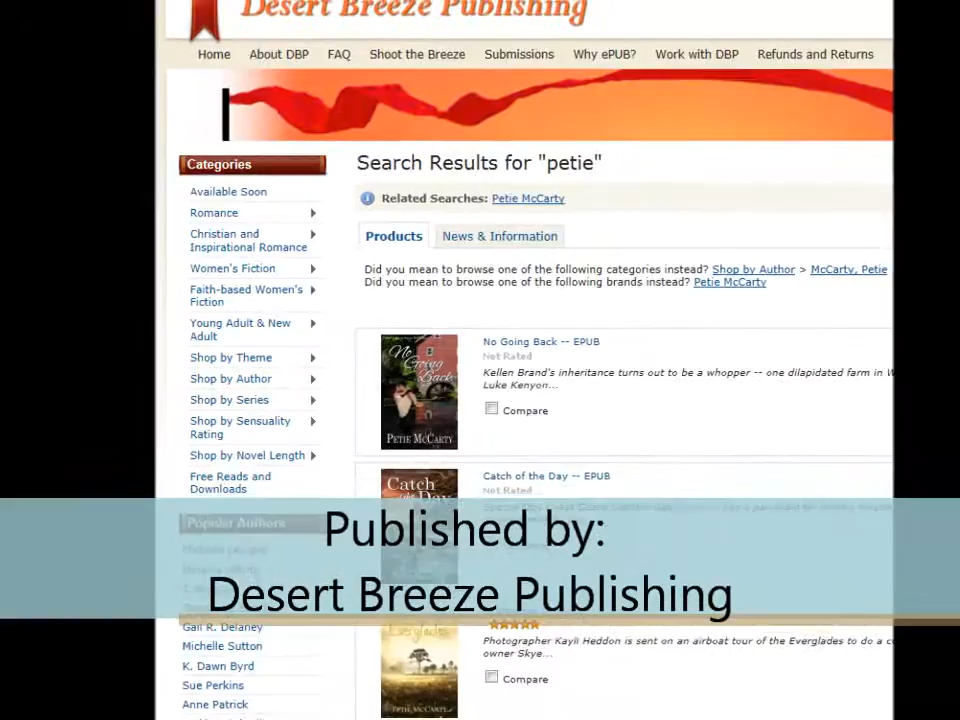 Desert Breeze Publishing
Home About DBP FAQ Shoot the Breeze Submissions Why ePUB? Work with DBP Refunds and Returns
Categories
Available Soon
Romance
Christian and
Inspirational Romance
Women's Fiction
Faith-based Women's
Fiction
Young Adult & New
Adult
Shop by Theme
Shop by Author
Shop by Series
Shop by Sensuality
Rating
Shop by Novel Length
Free Reads and
Downloads
Popular Authors
Gail R. Delaney
Michelle Sutton
K. Dawn Byrd
Sue Perkins
Anne Patrick
Search Results for "petie"
Related Searches: Petie McCarty
Products News & Information
Did you mean to browse one of the following categories instead? Shop by Author > McCarty, Petie
Did you mean to browse one of the following brands instead? Petie McCarty
No Going Back
PETIE MCCARTY
No Going Back -- EPUB
Not Rated
Kellen Brand's inheritance turns out to be a whopper -- one dilapidated farm in W
Luke Kenyon...
Compare
Catch
the Day
Catch of the Day -- EPUB
Not Rated
Published by:
Desert Breeze Publishing
Everglades
PETIE MCCARTY
Photographer Kayli Heddon is sent on an airboat tour of the Everglades to do a c
owner Skye...
Compare